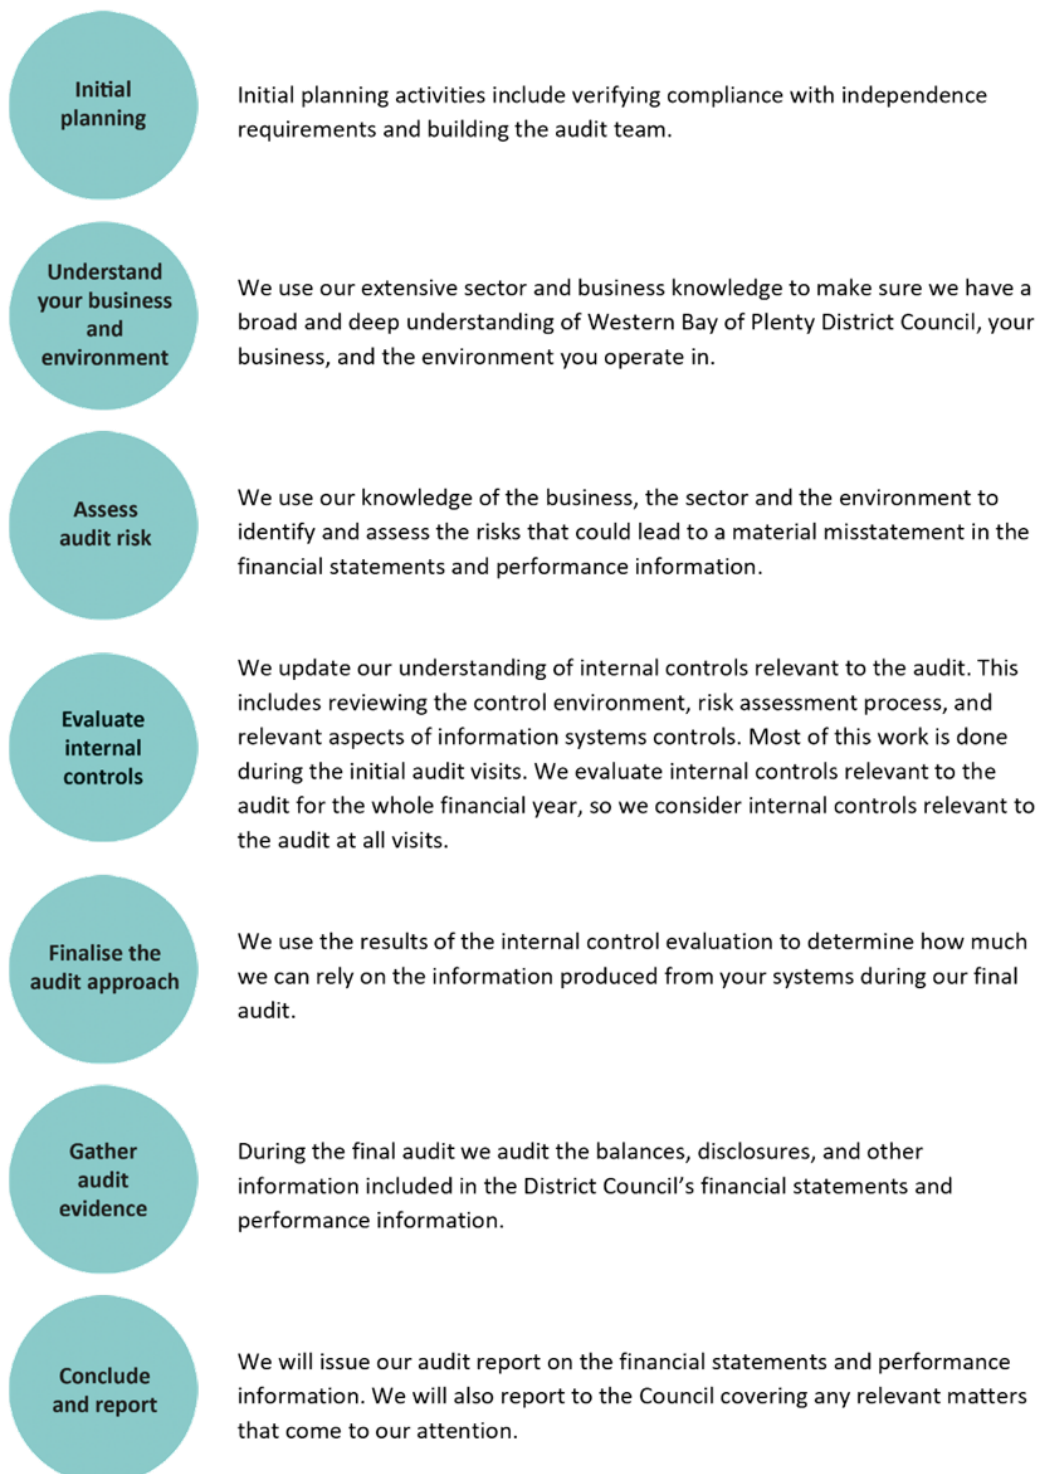 Initial
planning
Initial planning activities include verifying compliance with independence
requirements and building the audit team.
Understand
your business
and
environment
We use our extensive sector and business knowledge to make sure we have a
broad and deep understanding of Western Bay of Plenty District Council, your
business, and the environment you operate in.
Assess
audit risk
We use our knowledge of the business, the sector and the environment to
identify and assess the risks that could lead to a material misstatement in the
financial statements and performance information.
Evaluate
internal
controls
We update our understanding of internal controls relevant to the audit. This
includes reviewing the control environment, risk assessment process, and
relevant aspects of information systems controls. Most of this work is done
during the initial audit visits. We evaluate internal controls relevant to the
audit for the whole financial year, so we consider internal controls relevant to
the audit at all visits.
Finalise the
audit approach
We use the results of the internal control evaluation to determine how much
we can rely on the information produced from your systems during our final
audit.
Gather
audit
evidence
During the final audit we audit the balances, disclosures, and other
information included in the District Council’s financial statements and
performance information.
Conclude
and report
We will issue our audit report on the financial statements and performance
information. We will also report to the Council covering any relevant matters
that come to our attention.